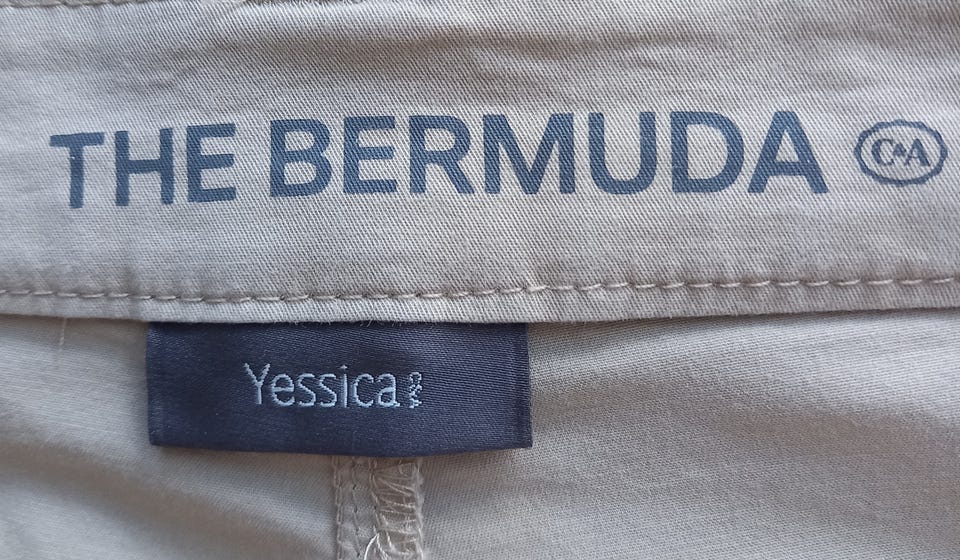 THE BERMUDA C&A
Yessica C&A